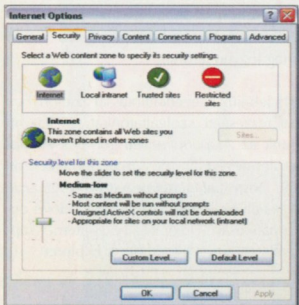 Internet Options
General Security Privacy Content Connections Programs Advanced
Select a Web content zone to specify its security settings.
Internet Local intranet Trusted sites Restricted
sites
Internet
This zone contains all Web sites you
haven't placed in other zones
Sites...
Security level for this zone
Move the slider to set the security level for this zone.
Medium-low
- Same as Medium without prompts
- Most content will be run without prompts
- Unsigned ActiveX controls will not be downloaded
- Appropriate for sites on your local network (intranet)
Custom Level... Default Level
OK Cancel Apply